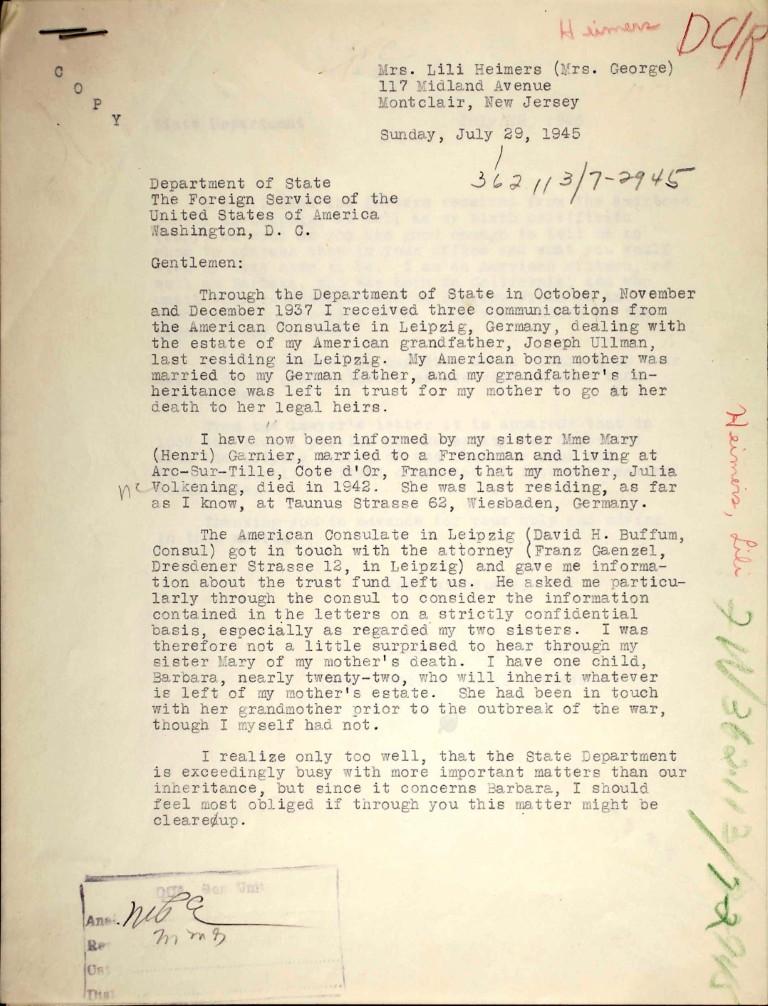 Heimers
DC/R
C
O
P
Y
Mrs. Lili Heimers (Mrs. George)
117 Midland Avenue
Montclair, New Jersey
Sunday, July 29, 1945
362 113/7-2945
Department of State
The Foreign Service of the
United States of America
Washington, D. C.
Gentlemen:
Through the Department of State in October, November
and December 1937 I received three communications from
the American Consulate in Leipzig, Germany, dealing with
the estate of my American grandfather, Joseph Ullman,
last residing in Leipzig. My American born mother was
married to my German father, and my grandfather's in-
heritance was left in trust for my mother to go at her
death to her legal heirs.
I have now been informed by my sister Mme Mary
(Henri) Garnier, married to a Frenchman and living at
Arc-Sur-Tille, Cote d'Or, France, that my mother, Julia
Volkening, died in 1942. She was last residing, as far
as I know, at Taunus Strasse 62, Wiesbaden, Germany.
The American Consulate in Leipzig (David H. Buffum,
Consul) got in touch with the attorney (Franz Gaenzel,
Dresdener Strasse 12, in Leipzig) and gave me informa-
tion about the trust fund left us. He asked me particu-
larly through the consul to consider the information
contained in the letters on a strictly confidential
basis, especially as regarded my two sisters. I was
therefore not a little surprised to hear through my
sister Mary of my mother's death. I have one child,
Barbara, nearly twenty-two, who will inherit whatever
is left of my mother's estate. She had been in touch
with her grandmother prior to the outbreak of the war,
though I myself had not.
I realize only too well, that the State Department
is exceedingly busy with more important matters than our
inheritance, but since it concerns Barbara, I should
feel most obliged if through you this matter might be
cleared up.
Heimers, Lili
362.113/7-2945